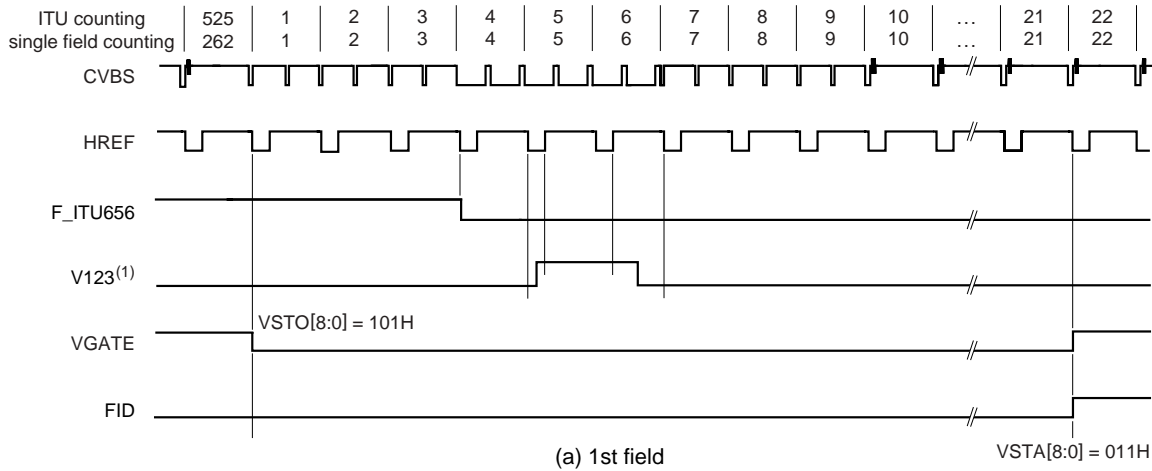 ITU counting 525 1 2 3 4 5 6 7 8 9 10 ... 21 22
single field counting 262 1 2 3 4 5 6 7 8 9 10 ... 21 22
CVBS
HREF
F_ITU656
V123(1)
VSTO[8:0] = 101H
VGATE
FID
VSTA[8:0] = 011H
(a) 1st field